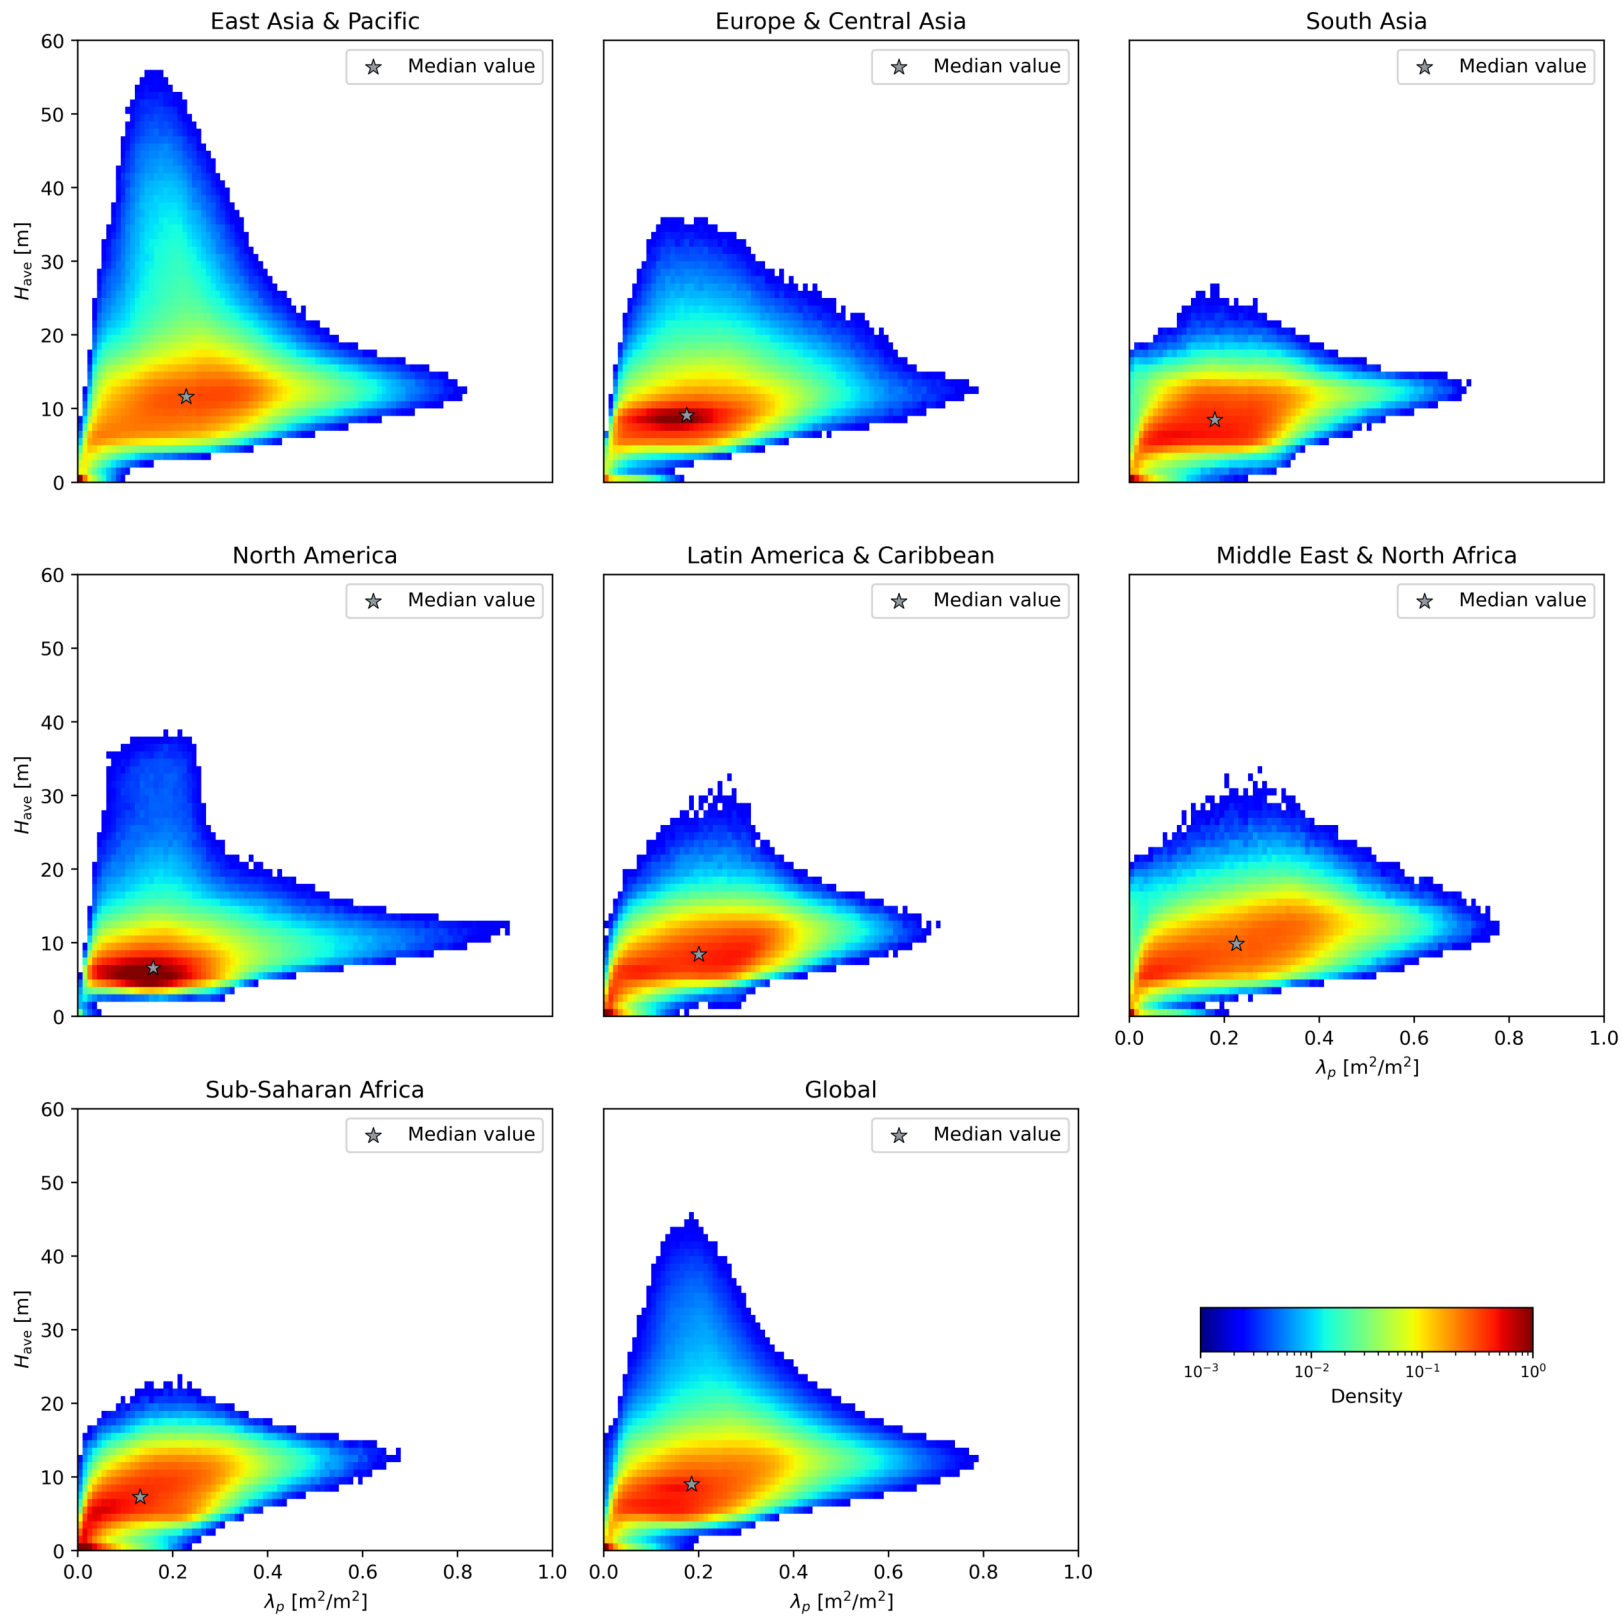 East Asia & Pacific
Europe & Central Asia
South Asia
60
50
40
30
20
10
0
H_ave [m]
Median value
Median value
Median value
North America
Latin America & Caribbean
Middle East & North Africa
60
50
40
30
20
10
0
H_ave [m]
Median value
Median value
Median value
0.0 0.2 0.4 0.6 0.8 1.0
λ_p [m²/m²]
Sub-Saharan Africa
Global
60
50
40
30
20
10
0
H_ave [m]
Median value
Median value
0.0 0.2 0.4 0.6 0.8 1.0
λ_p [m²/m²]
0.0 0.2 0.4 0.6 0.8 1.0
λ_p [m²/m²]
10⁻³ 10⁻² 10⁻¹ 10⁰
Density